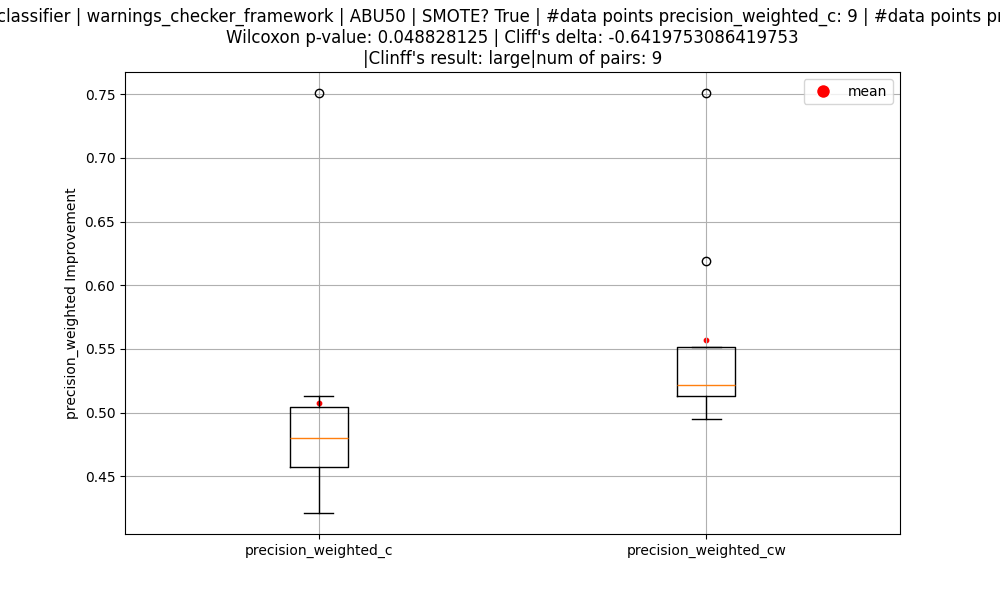 classifier | warnings_checker_framework | ABU50 | SMOTE? True | #data points precision_weighted_c: 9 | #data points
Wilcoxon p-value: 0.048828125 | Cliff's delta: -0.6419753086419753
|Clinff's result: large|num of pairs: 9
mean
0.75
0.70
0.65
0.60
0.55
0.50
0.45
precision_weighted Improvement
precision_weighted_c
precision_weighted_cw